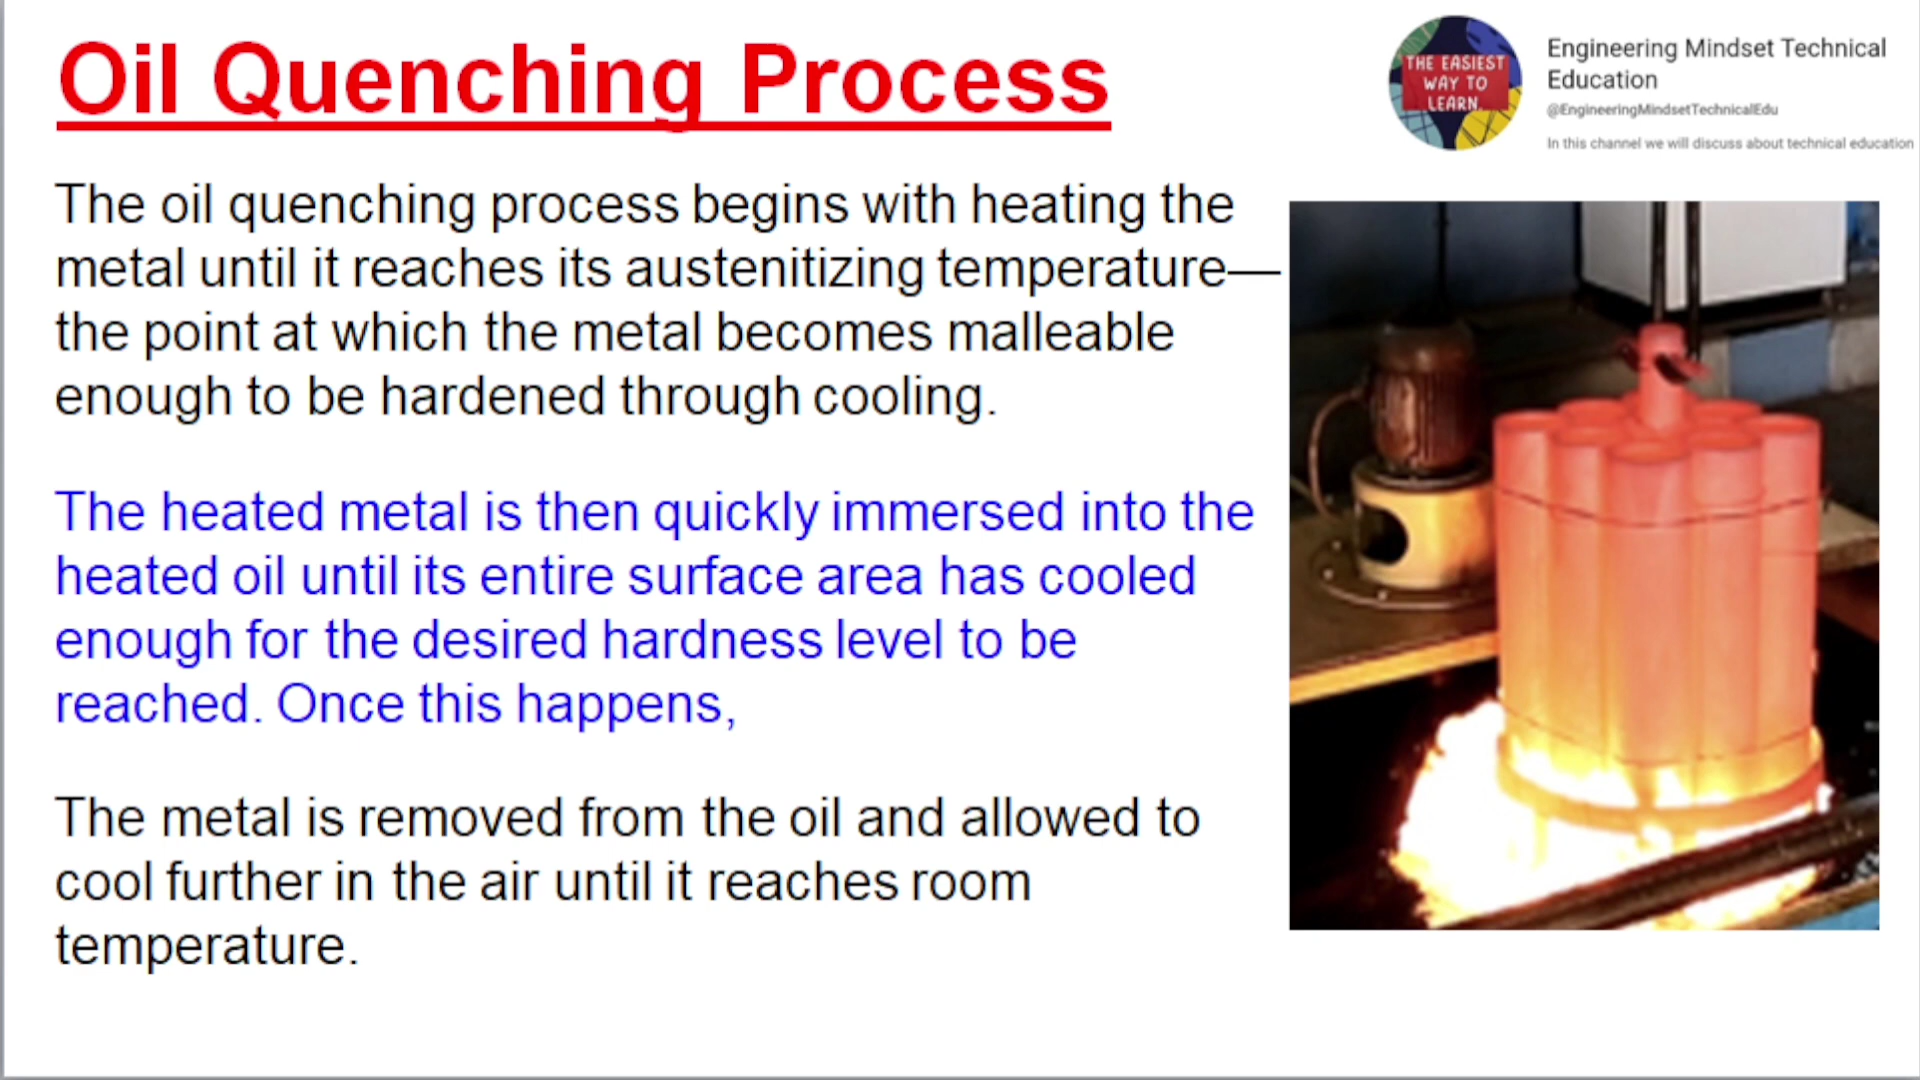 Oil Quenching Process
THE EASIEST
WAY TO
LEARN.
Engineering Mindset Technical
Education
@EngineeringMindsetTechnicalEdu
In this channel we will discuss about technical education
The oil quenching process begins with heating the
metal until it reaches its austenitizing temperature—
the point at which the metal becomes malleable
enough to be hardened through cooling.
The heated metal is then quickly immersed into the
heated oil until its entire surface area has cooled
enough for the desired hardness level to be
reached. Once this happens,
The metal is removed from the oil and allowed to
cool further in the air until it reaches room
temperature.